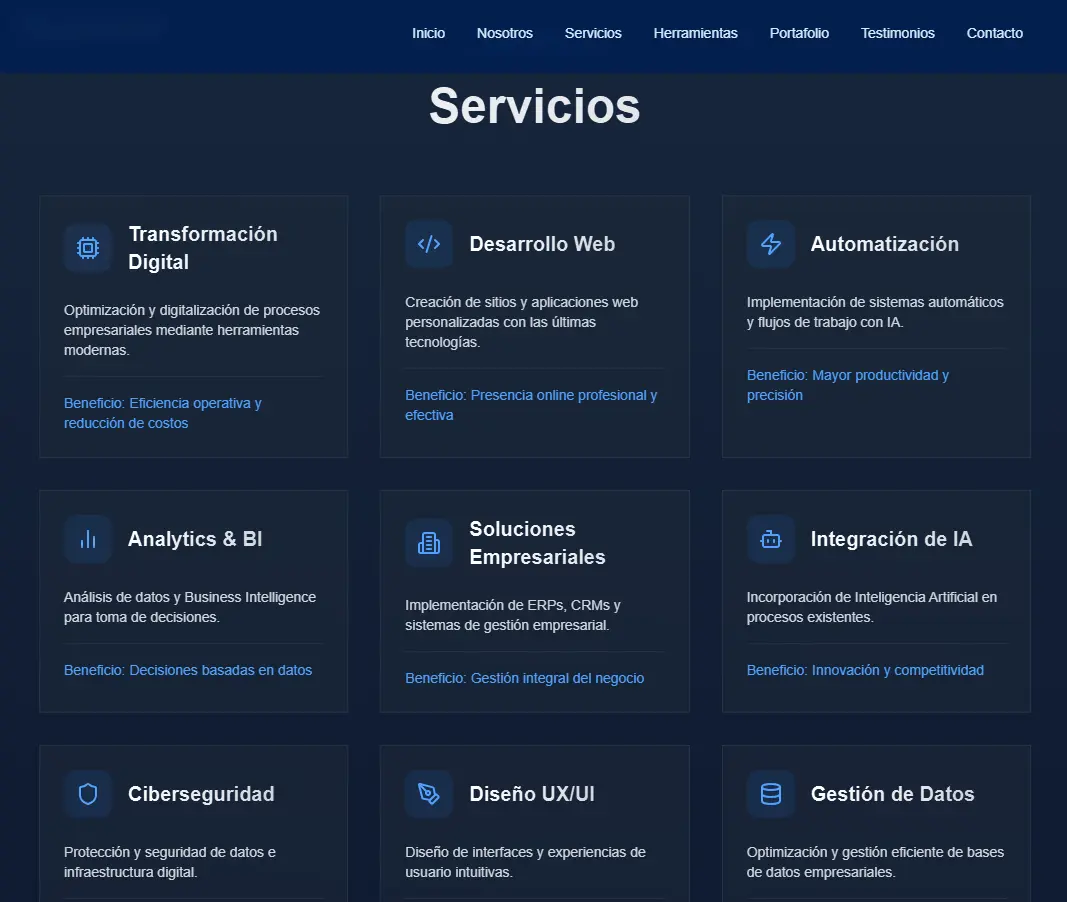 Inicio Nosotros Servicios Herramientas Portafolio Testimonios Contacto
Servicios
Transformación
Digital
Optimización y digitalización de procesos
empresariales mediante herramientas
modernas.
Beneficio: Eficiencia operativa y
reducción de costos
Desarrollo Web
Creación de sitios y aplicaciones web
personalizadas con las últimas
tecnologías.
Beneficio: Presencia online profesional y
efectiva
Automatización
Implementación de sistemas automáticos
y flujos de trabajo con IA.
Beneficio: Mayor productividad y
precisión
Analytics & BI
Análisis de datos y Business Intelligence
para toma de decisiones.
Beneficio: Decisiones basadas en datos
Soluciones
Empresariales
Implementación de ERPs, CRMs y
sistemas de gestión empresarial.
Beneficio: Gestión integral del negocio
Integración de IA
Incorporación de Inteligencia Artificial en
procesos existentes.
Beneficio: Innovación y competitividad
Ciberseguridad
Protección y seguridad de datos e
infraestructura digital.
Diseño UX/UI
Diseño de interfaces y experiencias de
usuario intuitivas.
Gestión de Datos
Optimización y gestión eficiente de bases
de datos empresariales.